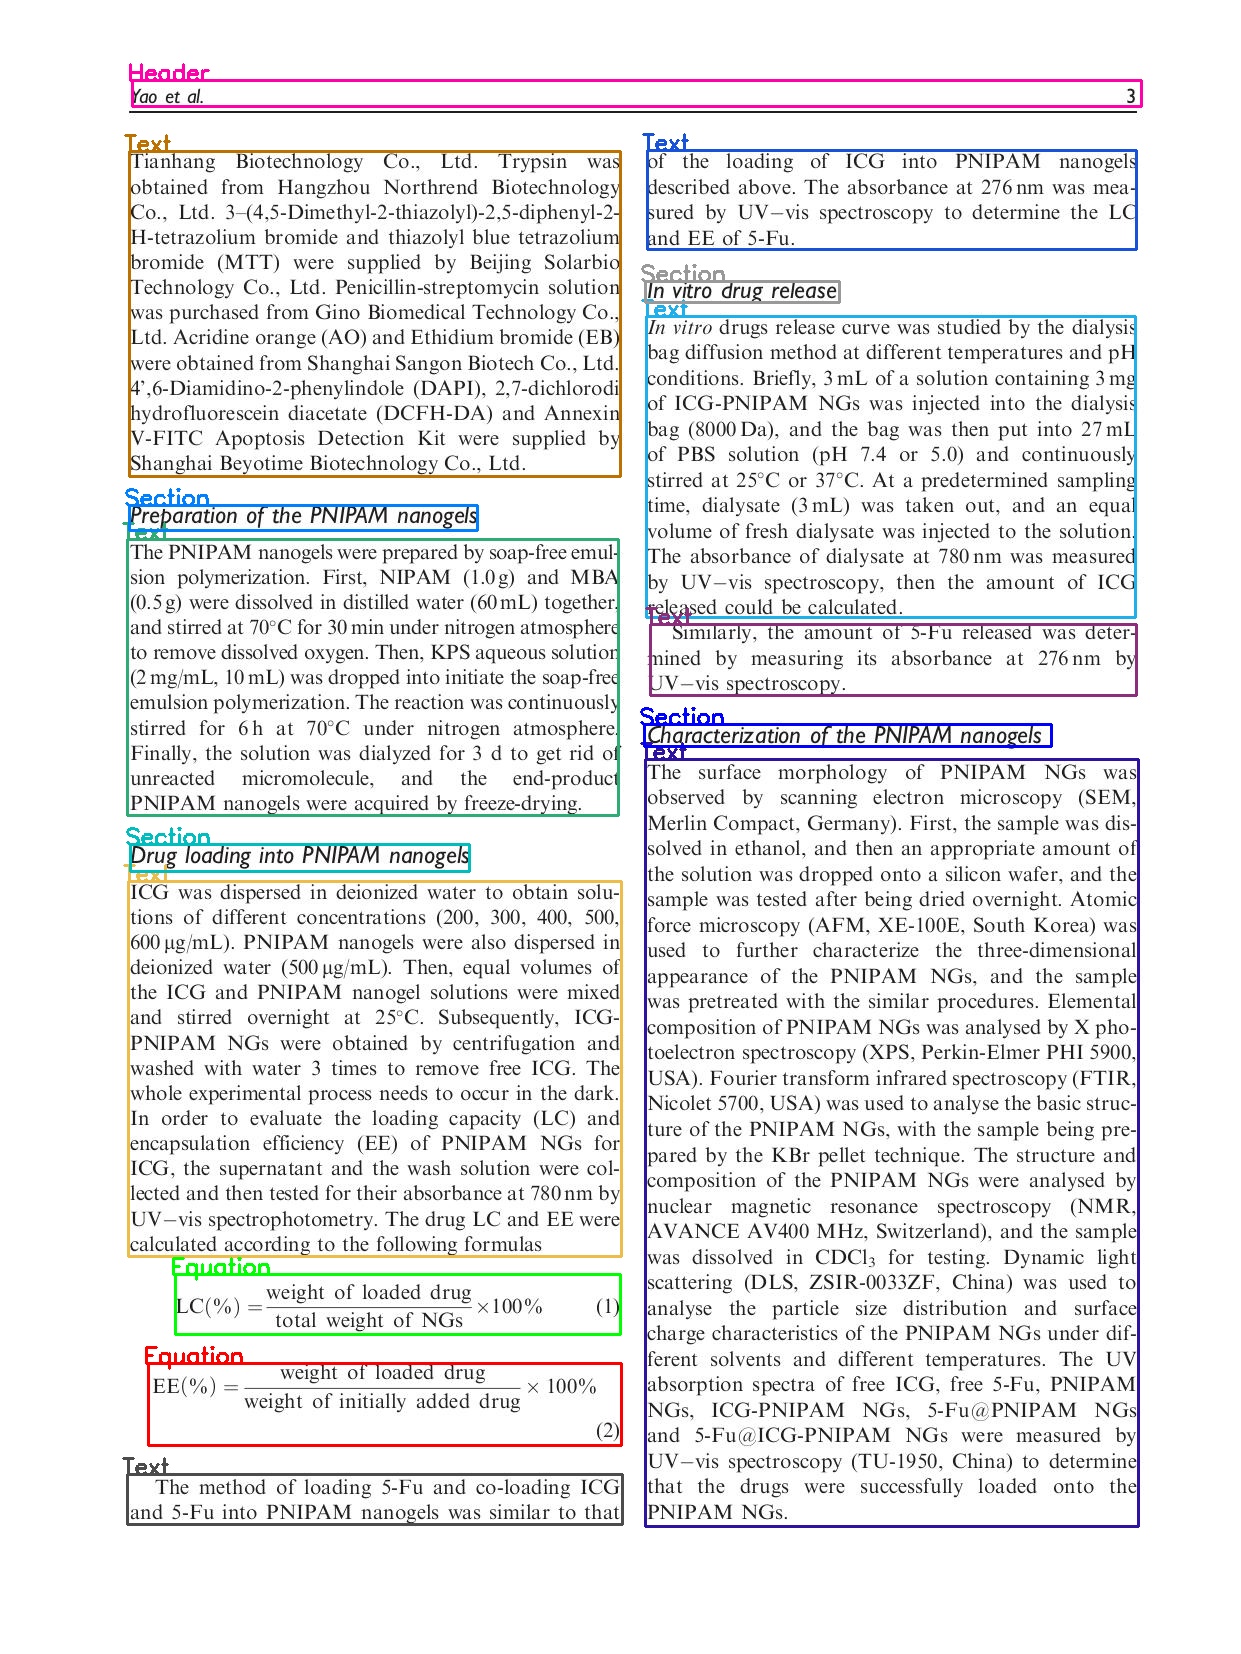 Header
Yao et al. 3
Text
Tianhang Biotechnology Co., Ltd. Trypsin was
obtained from Hangzhou Northrend Biotechnology
Co., Ltd. 3–(4,5-Dimethyl-2-thiazolyl)-2,5-diphenyl-2-
H-tetrazolium bromide and thiazolyl blue tetrazolium
bromide (MTT) were supplied by Beijing Solarbio
Technology Co., Ltd. Penicillin-streptomycin solution
was purchased from Gino Biomedical Technology Co.,
Ltd. Acridine orange (AO) and Ethidium bromide (EB)
were obtained from Shanghai Sangon Biotech Co., Ltd.
4’,6-Diamidino-2-phenylindole (DAPI), 2,7-dichlorodi
hydrofluorescein diacetate (DCFH-DA) and Annexin
V-FITC Apoptosis Detection Kit were supplied by
Shanghai Beyotime Biotechnology Co., Ltd.
Section
Preparation of the PNIPAM nanogels
Text
The PNIPAM nanogels were prepared by soap-free emul-
sion polymerization. First, NIPAM (1.0 g) and MBA
(0.5 g) were dissolved in distilled water (60 mL) together,
and stirred at 70°C for 30 min under nitrogen atmosphere
to remove dissolved oxygen. Then, KPS aqueous solution
(2 mg/mL, 10 mL) was dropped into initiate the soap-free
emulsion polymerization. The reaction was continuously
stirred for 6 h at 70°C under nitrogen atmosphere.
Finally, the solution was dialyzed for 3 d to get rid of
unreacted micromolecule, and the end-product
PNIPAM nanogels were acquired by freeze-drying.
Section
Drug loading into PNIPAM nanogels
Text
ICG was dispersed in deionized water to obtain solu-
tions of different concentrations (200, 300, 400, 500,
600 μg/mL). PNIPAM nanogels were also dispersed in
deionized water (500 μg/mL). Then, equal volumes of
the ICG and PNIPAM nanogel solutions were mixed
and stirred overnight at 25°C. Subsequently, ICG-
PNIPAM NGs were obtained by centrifugation and
washed with water 3 times to remove free ICG. The
whole experimental process needs to occur in the dark.
In order to evaluate the loading capacity (LC) and
encapsulation efficiency (EE) of PNIPAM NGs for
ICG, the supernatant and the wash solution were col-
lected and then tested for their absorbance at 780 nm by
UV−vis spectrophotometry. The drug LC and EE were
calculated according to the following formulas
Equation
LC(%) = weight of loaded drug / total weight of NGs ×100% (1)
Equation
EE(%) = weight of loaded drug / weight of initially added drug × 100%
(2)
Text
The method of loading 5-Fu and co-loading ICG
and 5-Fu into PNIPAM nanogels was similar to that
Text
of the loading of ICG into PNIPAM nanogels
described above. The absorbance at 276 nm was mea-
sured by UV−vis spectroscopy to determine the LC
and EE of 5-Fu.
Section
In vitro drug release
Text
In vitro drugs release curve was studied by the dialysis
bag diffusion method at different temperatures and pH
conditions. Briefly, 3 mL of a solution containing 3 mg
of ICG-PNIPAM NGs was injected into the dialysis
bag (8000 Da), and the bag was then put into 27 mL
of PBS solution (pH 7.4 or 5.0) and continuously
stirred at 25°C or 37°C. At a predetermined sampling
time, dialysate (3 mL) was taken out, and an equal
volume of fresh dialysate was injected to the solution.
The absorbance of dialysate at 780 nm was measured
by UV−vis spectroscopy, then the amount of ICG
released could be calculated.
Text
Similarly, the amount of 5-Fu released was deter-
mined by measuring its absorbance at 276 nm by
UV−vis spectroscopy.
Section
Characterization of the PNIPAM nanogels
Text
The surface morphology of PNIPAM NGs was
observed by scanning electron microscopy (SEM,
Merlin Compact, Germany). First, the sample was dis-
solved in ethanol, and then an appropriate amount of
the solution was dropped onto a silicon wafer, and the
sample was tested after being dried overnight. Atomic
force microscopy (AFM, XE-100E, South Korea) was
used to further characterize the three-dimensional
appearance of the PNIPAM NGs, and the sample
was pretreated with the similar procedures. Elemental
composition of PNIPAM NGs was analysed by X pho-
toelectron spectroscopy (XPS, Perkin-Elmer PHI 5900,
USA). Fourier transform infrared spectroscopy (FTIR,
Nicolet 5700, USA) was used to analyse the basic struc-
ture of the PNIPAM NGs, with the sample being pre-
pared by the KBr pellet technique. The structure and
composition of the PNIPAM NGs were analysed by
nuclear magnetic resonance spectroscopy (NMR,
AVANCE AV400 MHz, Switzerland), and the sample
was dissolved in CDCl₃ for testing. Dynamic light
scattering (DLS, ZSIR-0033ZF, China) was used to
analyse the particle size distribution and surface
charge characteristics of the PNIPAM NGs under dif-
ferent solvents and different temperatures. The UV
absorption spectra of free ICG, free 5-Fu, PNIPAM
NGs, ICG-PNIPAM NGs, 5-Fu@PNIPAM NGs
and 5-Fu@ICG-PNIPAM NGs were measured by
UV−vis spectroscopy (TU-1950, China) to determine
that the drugs were successfully loaded onto the
PNIPAM NGs.